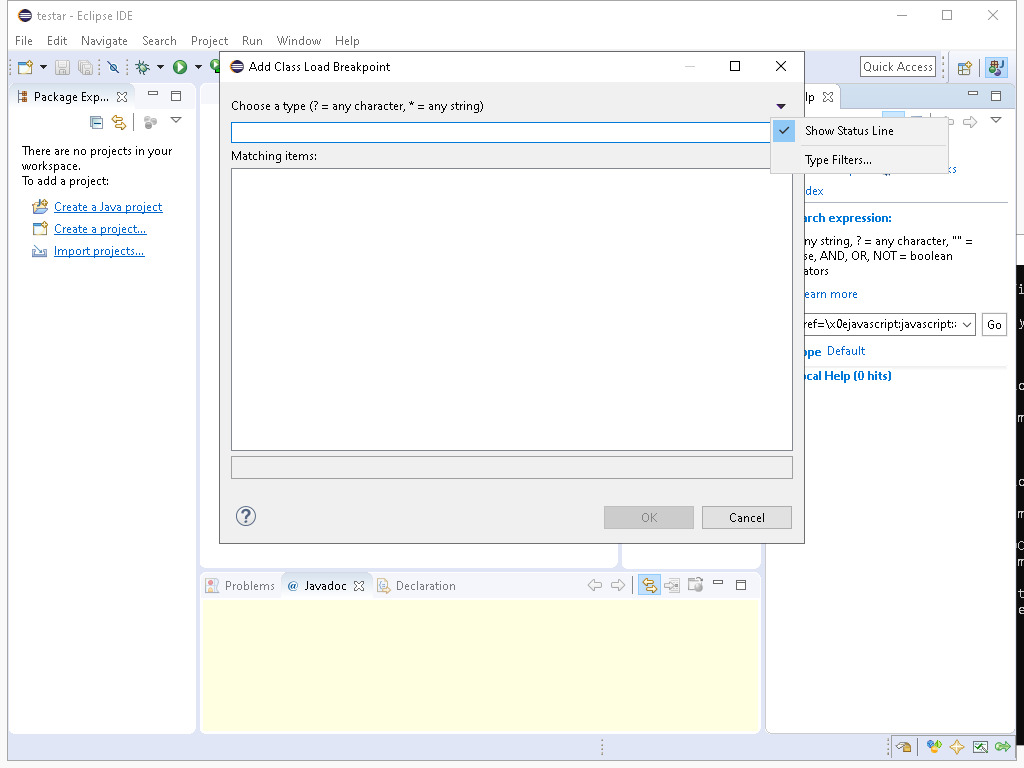 testar - Eclipse IDE
File Edit Navigate Search Project Run Window Help
Quick Access
Package Exp...
There are no projects in your
workspace.
To add a project:
Create a Java project
Create a project...
Import projects...
Add Class Load Breakpoint
Choose a type (? = any character, * = any string)
Matching items:
OK
Cancel
Show Status Line
Type Filters...
lp
ks
dex
arch expression:
ny string, ? = any character, "" =
se, AND, OR, NOT = boolean
ators
earn more
ref=\x0ejavascript:javascript:
Go
ope Default
ocal Help (0 hits)
Problems
@ Javadoc
Declaration